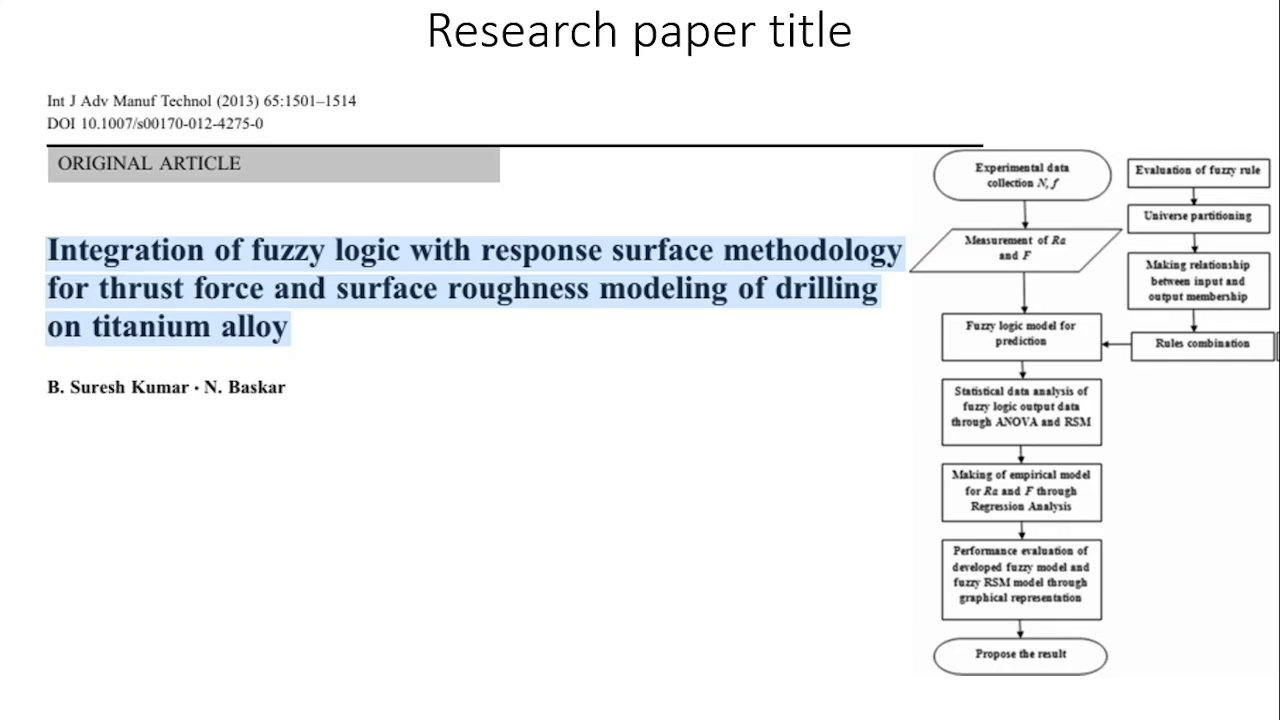 Research paper title
Int J Adv Manuf Technol (2013) 65:1501–1514
DOI 10.1007/s00170-012-4275-0
ORIGINAL ARTICLE
Integration of fuzzy logic with response surface methodology
for thrust force and surface roughness modeling of drilling
on titanium alloy
B. Suresh Kumar · N. Baskar
Experimental data
collection N, f
Measurement of Ra
and F
Fuzzy logic model for
prediction
Statistical data analysis of
fuzzy logic output data
through ANOVA and RSM
Making of empirical model
for Ra and F through
Regression Analysis
Performance evaluation of
developed fuzzy model and
fuzzy RSM model through
graphical representation
Propose the result
Evaluation of fuzzy rule
Universe partitioning
Making relationship
between input and
output membership
Rules combination